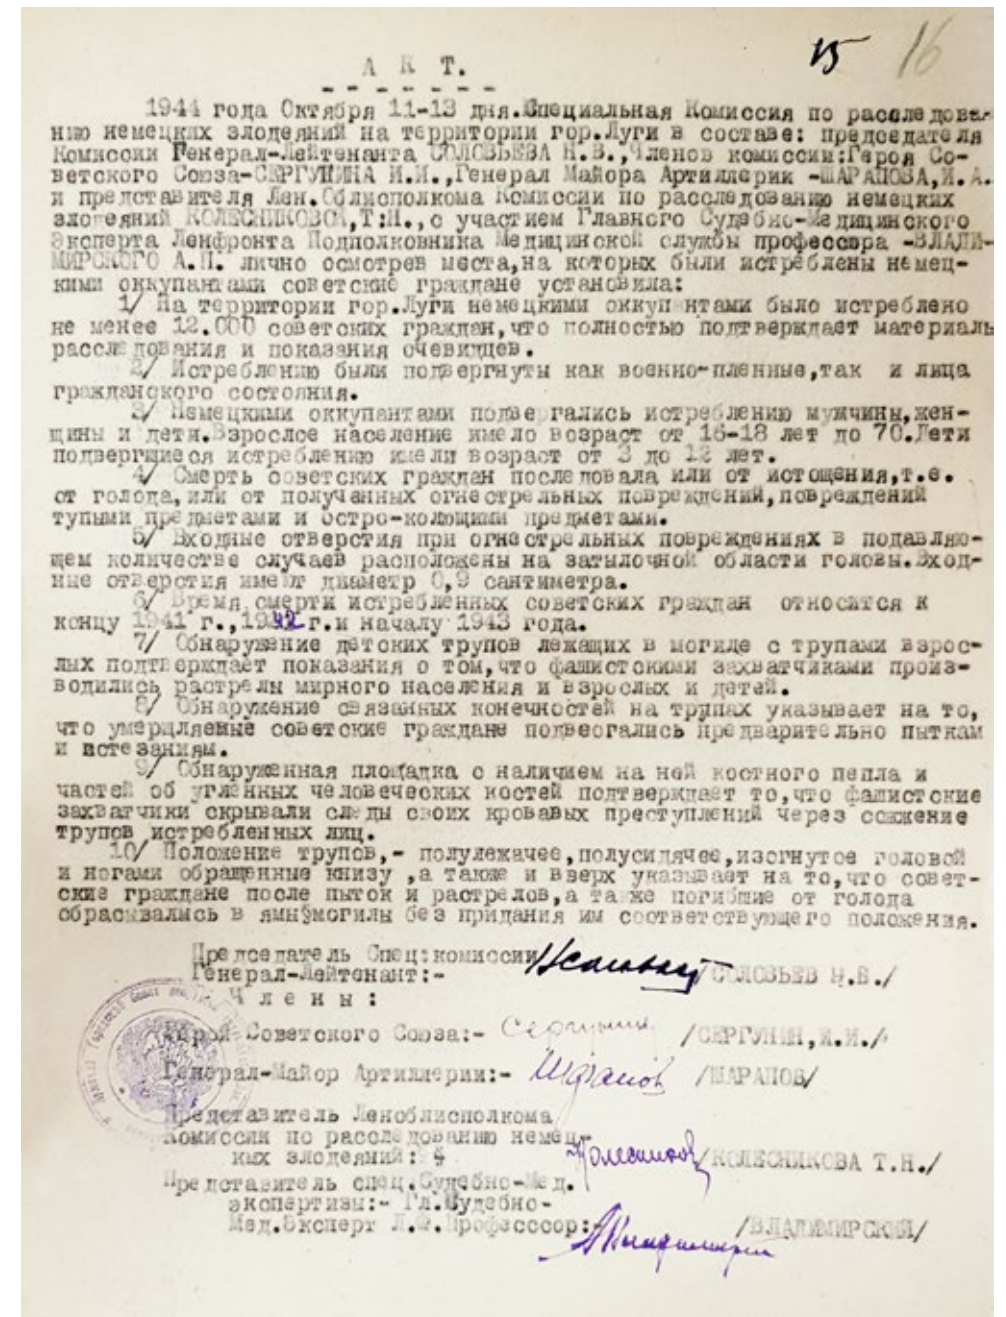 15 16
А К Т.
1944 года Октября 11-13 дня.Специальная Комиссия по расследова-
нию немецких злодеяний на территории гор.Луги в составе: председателя
Комиссии Генерал-Лейтенанта СОЛОВЬЕВА Н.В.,Членов комиссии:Героя Со-
ветского Союза-СЕРГУНИНА И.И.,Генерал Майора Артиллерик -ШАРАПОВА,И.А.
и представителя Лен.Облисполкома Комиссии по расследованию немецких
злодеяний КОЛЕСНИКОВОЙ,Т:Н.,с участием Главного Судебно-Медицинского
Эксперта Ленфронта Подполковника Медицинской службы профессора -ВЛАДИ-
МИРСКОГО А.П. лично осмотрев места,на которых были истреблены немец-
кими оккупантами советские граждане установила:
1/ На территории гор.Луги немецкими оккупантами было истреблено
не менее 12.000 советских граждан,что полностью подтверждает материалы
расследования и показания очевидцев.
2/ Истреблению были подвергнуты как военно-пленные,так и лица
гражданского состояния.
3/ Немецкими оккупантами подвергались истреблению мужчины,жен-
щины и дети.Взрослое население имело возраст от 16-18 лет до 70.Дети
подвергшиеся истреблению имели возраст от 3 до 12 лет.
4/ Смерть советских граждан последовала или от истощения,т.е.
от голода,или от полученных огнестрельных повреждений,повреждений
тупыми предметами и остро-колющими предметами.
5/ Входные отверстия при огнестрельных повреждениях в подавляю-
щем количестве случаев расположены на затылочной области головы.Вход-
ные отверстия имеют диаметр 0,9 сантиметра.
6/ Время смерти истребленных советских граждан относится к
концу 1941 г.,1942 г.и началу 1943 года.
7/ Обнаружение детских трупов лежащих в могиле с трупами взрос-
лых подтверждает показания о том,что фашистскими захватчиками произ-
водились растрелы мирного населения и взрослых и детей.
8/ Обнаружение связанных конечностей на трупах указывает на то,
что умерщляемые советские граждане подвеогались предварительно пыткам
и истезаниям.
9/ Обнаруженная площадка с наличием на ней костного пепла и
частей об угленных человеческих костей подтверждает то,что фашистские
захватчики скрывали следы своих кровавых преступлений через сожжение
трупов истребленных лиц.
10/ Положение трупов,- полулежачее,полусидячее,изогнутое головой
и ногами обращенные книзу ,а также и вверх указывает на то,что совет-
ские граждане после пыток и растрелов,а также погибшие от голода
обрасывались в ямы могилы без придания им соответствующего положения.
Председатель Спец:комиссии
Генерал-Лейтенант:- /СОЛОВЬЕВ Н.В./
Ч л е н ы :
Герой Советского Союза:- Сергунин /СЕРГУНИН,И.И./
Генерал-Майор Артиллерии:- Шарапов /ШАРАПОВ/
Представитель Леноблисполкома
Комиссии по расследованию немец-
ких злодеяний: Колесникова /КОЛЕСНИКОВА Т.Н./
Представитель спец.Судебно-Мед.
экспертизы:- Гл.Судебно-
Мед.Эксперт Л.Ф.Професссор:- /ВЛАДИМИРСКИЙ/